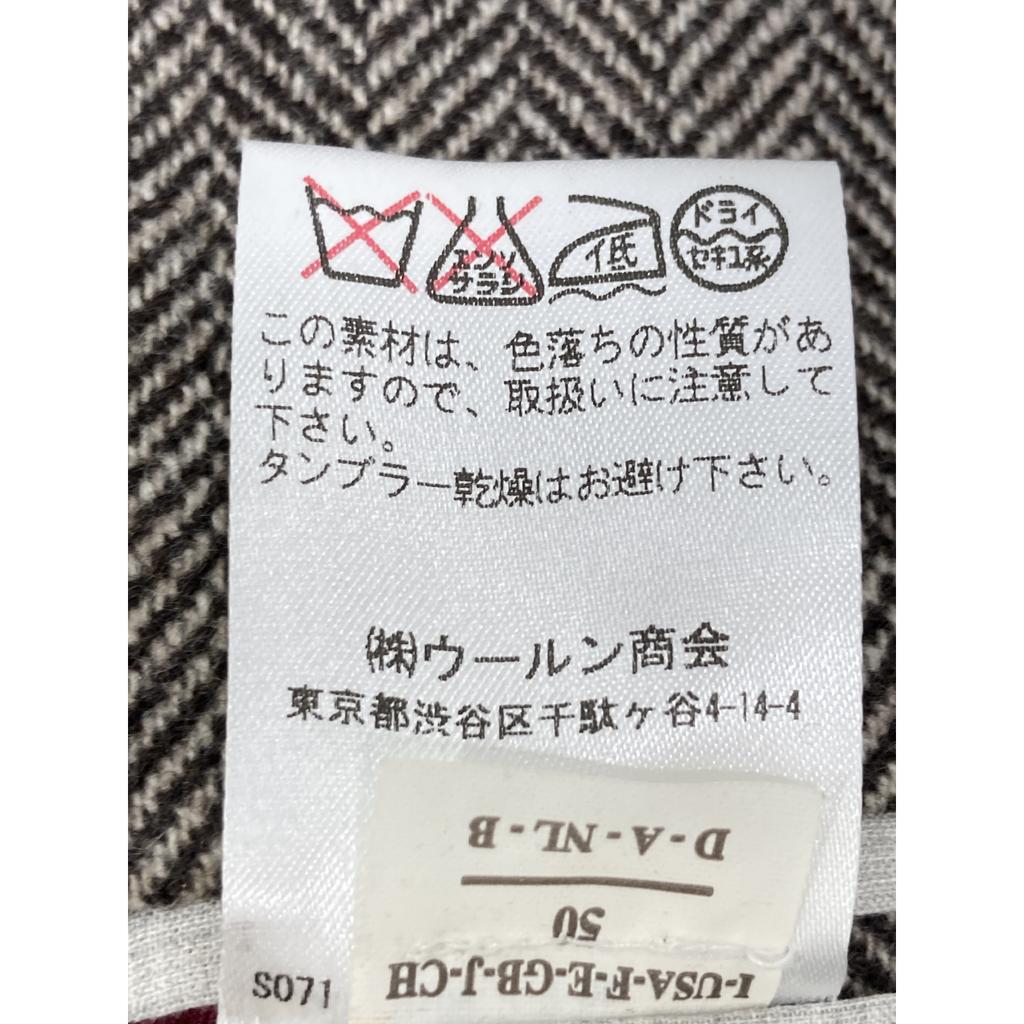 エンソ
サラシ
イ氏
ドライ
セキユ系
この素材は、色落ちの性質があ
りますので、取扱いに注意して
下さい。
タンブラー乾燥はお避け下さい。
㈱ウールン商会
東京都渋谷区千駄ヶ谷4-14-4
I-USA-F-E-GB-J-CH
50
D-A-NL-B
S071